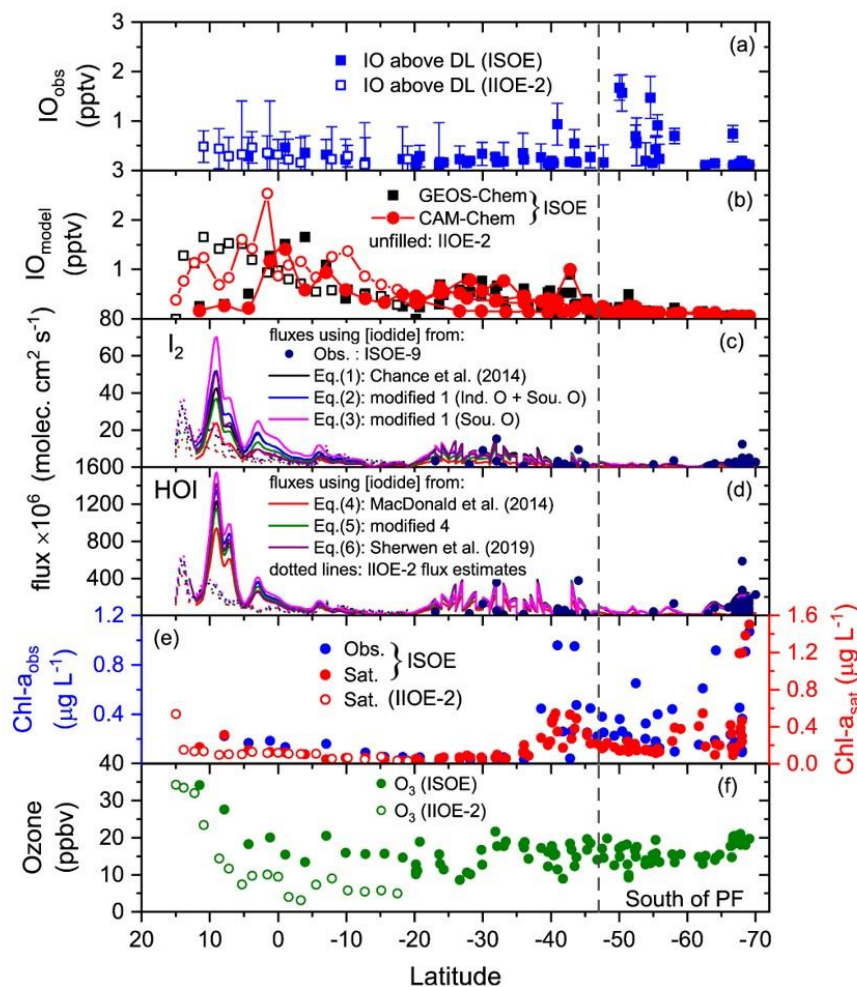 3
2
1
3
IO_obs
(pptv)
(a)
IO above DL (ISOE)
IO above DL (IIOE-2)
2
1
80
IO_model
(pptv)
(b)
GEOS-Chem
CAM-Chem
} ISOE
unfilled: IIOE-2
60
40
20
1600
I₂
(c)
fluxes using [iodide] from:
Obs. : ISOE-9
Eq.(1): Chance et al. (2014)
Eq.(2): modified 1 (Ind. O + Sou. O)
Eq.(3): modified 1 (Sou. O)
flux ×10⁶ (molec. cm² s⁻¹)
1200
800
400
1.2
HOI
(d)
fluxes using [iodide] from:
Eq.(4): MacDonald et al. (2014)
Eq.(5): modified 4
Eq.(6): Sherwen et al. (2019)
dotted lines: IIOE-2 flux estimates
0.8
0.4
40
Chl-a_obs
(µg L⁻¹)
(e)
Obs.
Sat.
} ISOE
Sat. (IIOE-2)
1.6
1.2
0.8
0.4
0.0
Chl-a_sat
(µg L⁻¹)
30
20
10
0
Ozone
(ppbv)
(f)
O₃ (ISOE)
O₃ (IIOE-2)
South of PF
20 10 0 -10 -20 -30 -40 -50 -60 -70
Latitude